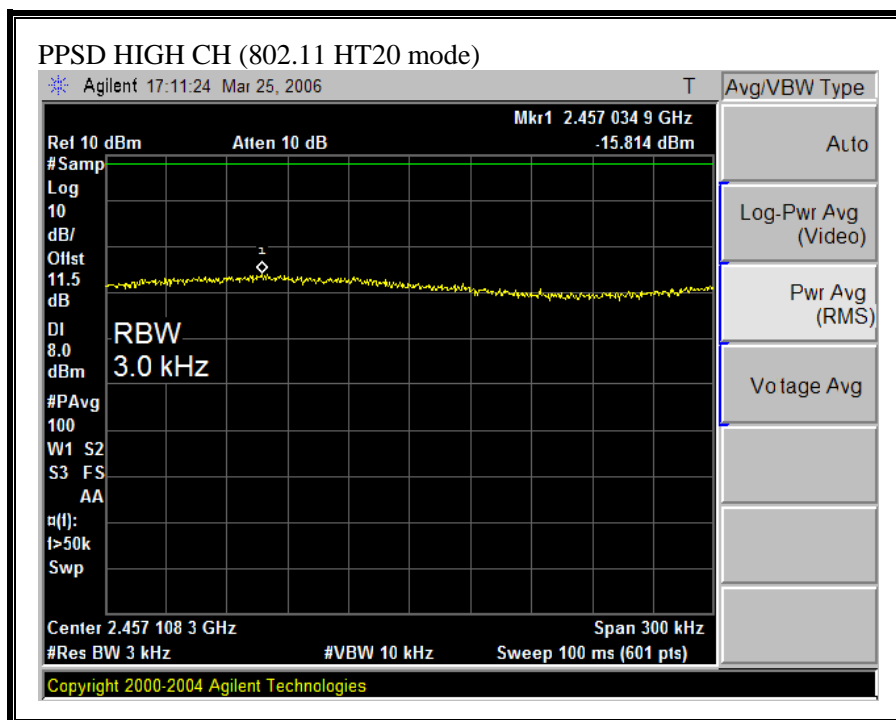 PPSD HIGH CH (802.11 HT20 mode)
Agilent 17:11:24 Mar 25, 2006 T
Avg/VBW Type
Mkr1 2.457 034 9 GHz
Ref 10 dBm Atten 10 dB -15.814 dBm
#Samp
Log
10
dB/
Offst
11.5
dB
DI
8.0
dBm
#PAvg
100
W1 S2
S3 FS
AA
¤(f):
f>50k
Swp
1
RBW
3.0 kHz
Center 2.457 108 3 GHz Span 300 kHz
#Res BW 3 kHz #VBW 10 kHz Sweep 100 ms (601 pts)
Copyright 2000-2004 Agilent Technologies
Auto
Log-Pwr Avg
(Video)
Pwr Avg
(RMS)
Vo tage Avg